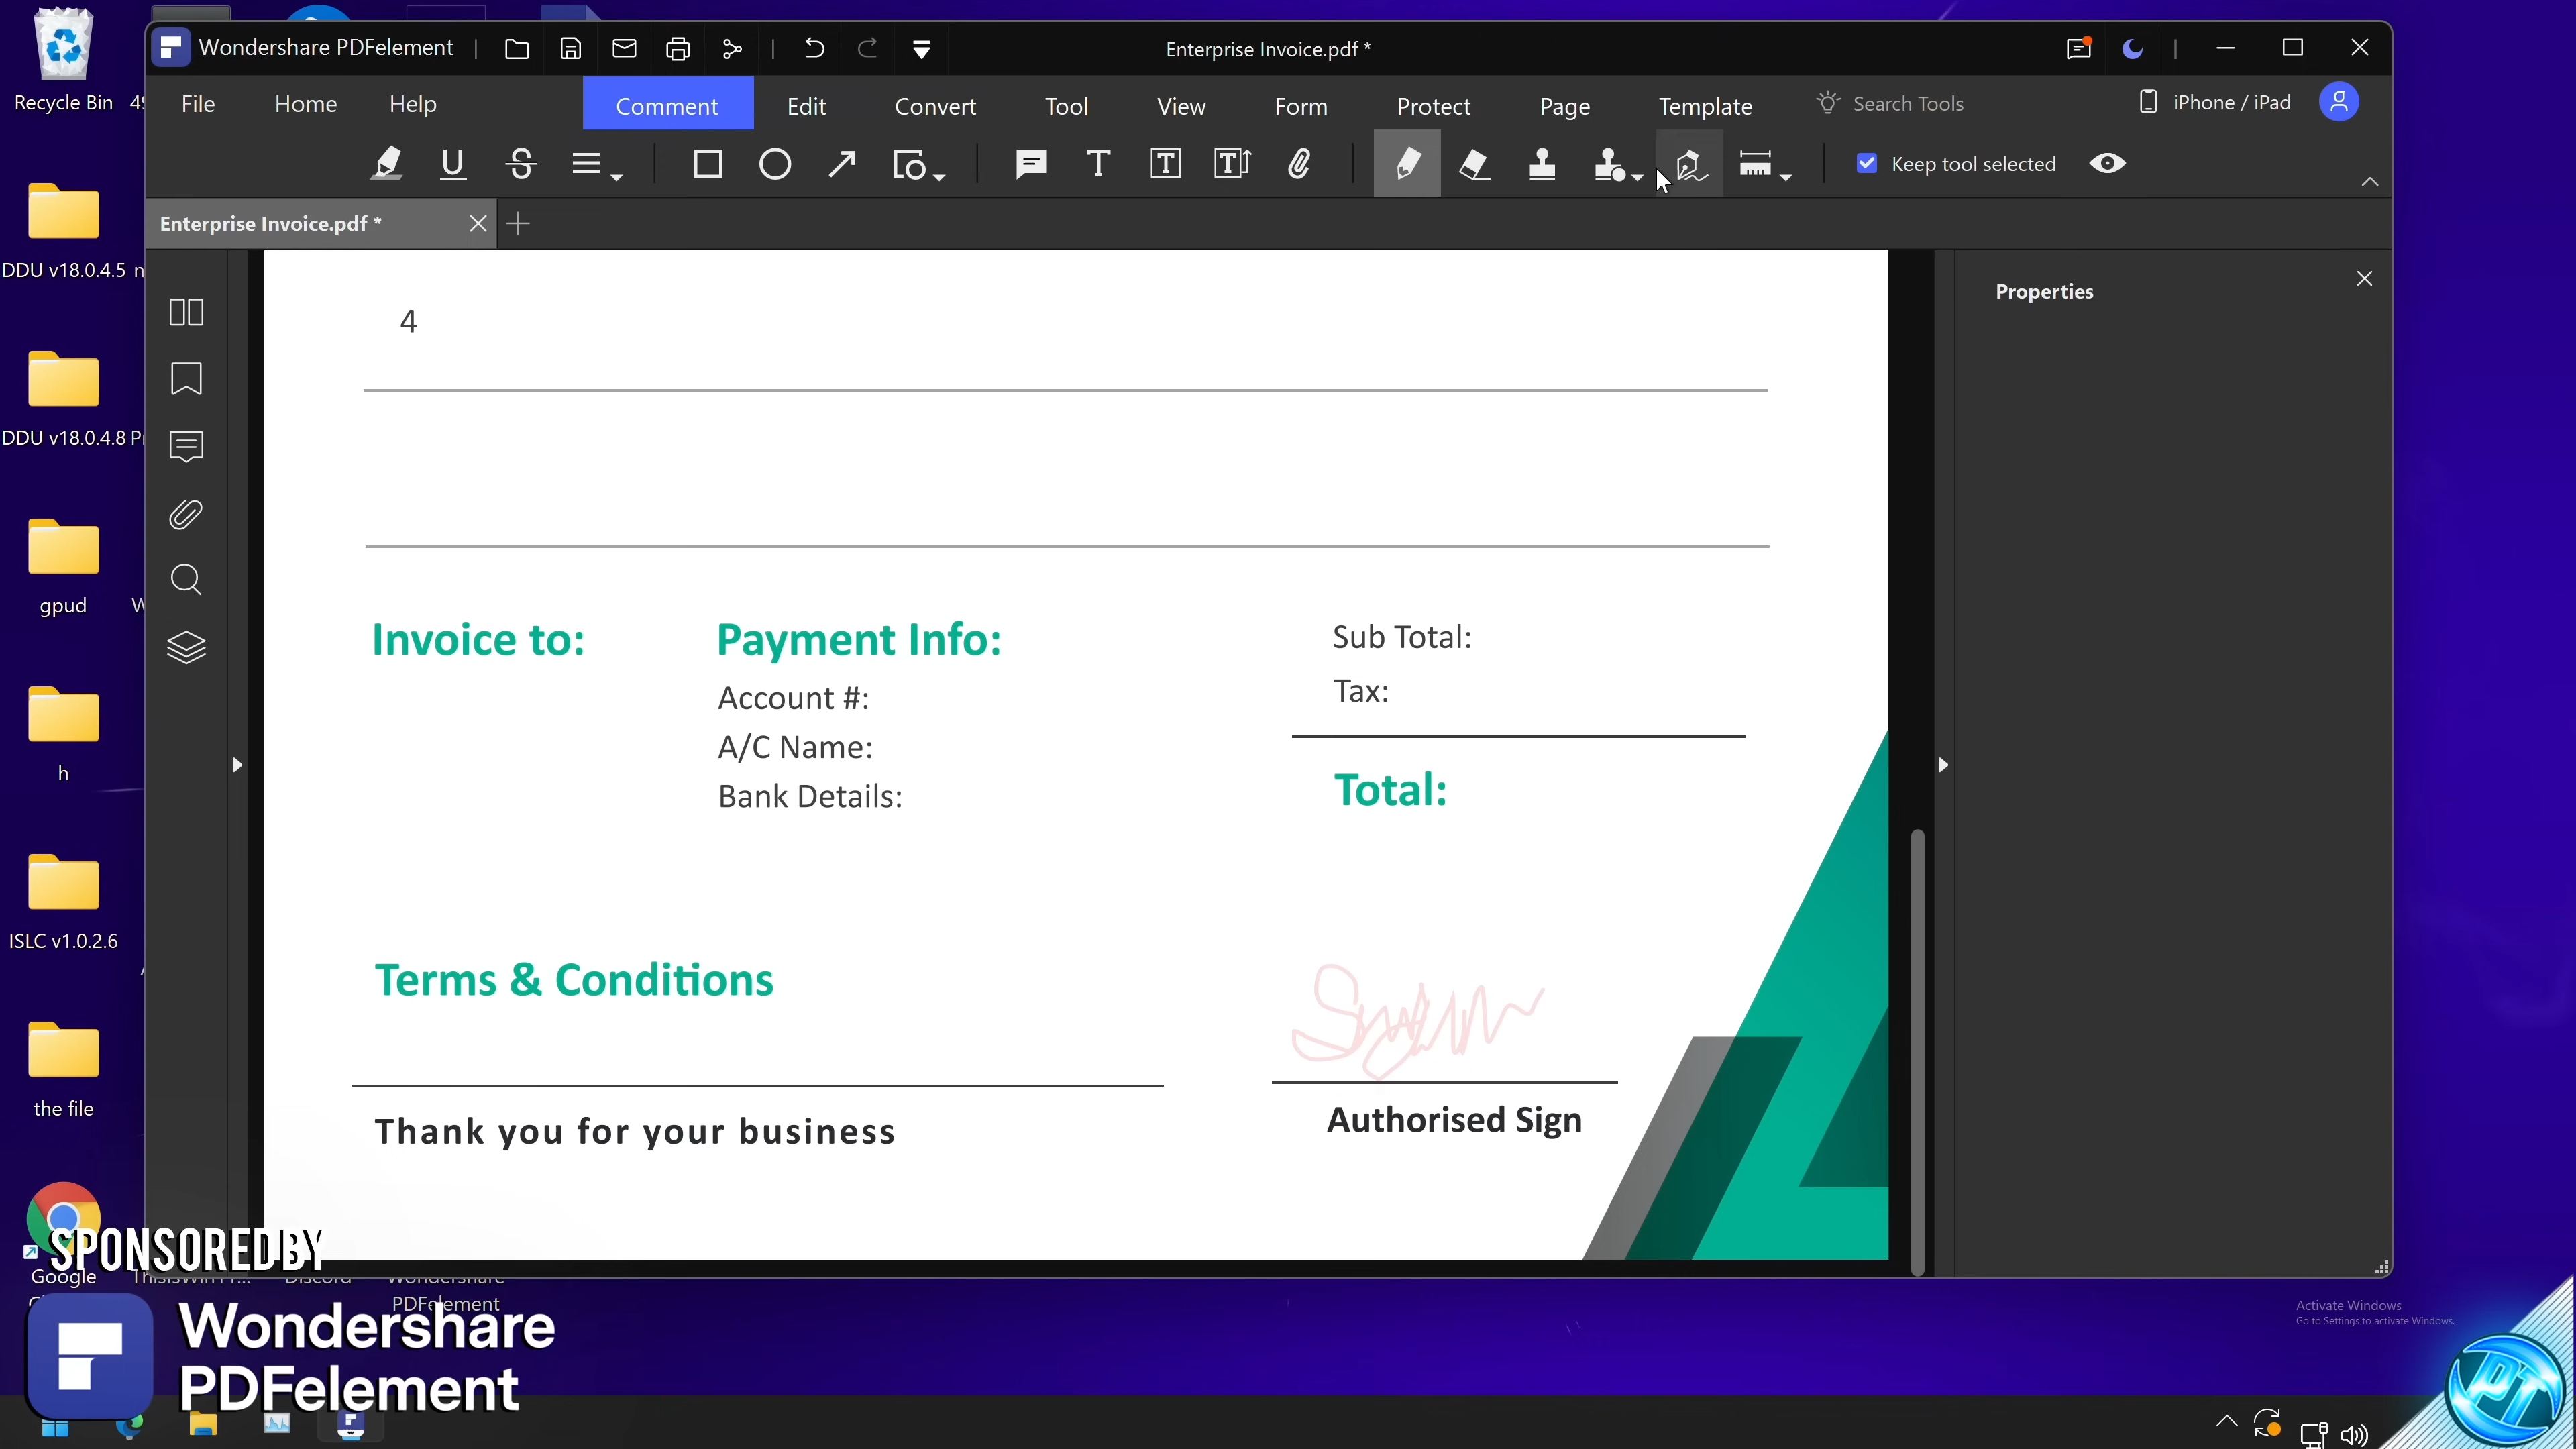 Wondershare PDFelement
Enterprise Invoice.pdf *
File
Home
Help
Comment
Edit
Convert
Tool
View
Form
Protect
Page
Template
Search Tools
iPhone / iPad
Keep tool selected
Enterprise Invoice.pdf *
Properties
Recycle Bin
DDU v18.0.4.5
DDU v18.0.4.8
gpud
h
ISLC v1.0.2.6
the file
Google
4
Invoice to:
Payment Info:
Account #:
A/C Name:
Bank Details:
Sub Total:
Tax:
Total:
Terms & Conditions
Thank you for your business
Authorised Sign
SPONSORED BY
Discord
Wondershare
PDFelement
Wondershare
PDFelement
Activate Windows
Go to Settings to activate Windows.
PT